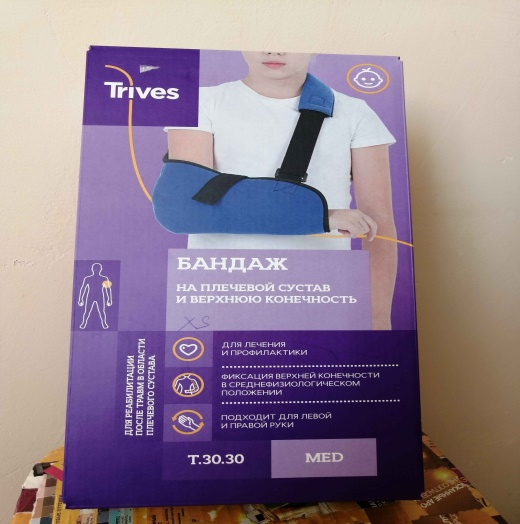 Trives
БАНДАЖ
НА ПЛЕЧЕВОЙ СУСТАВ
И ВЕРХНЮЮ КОНЕЧНОСТЬ
XS
ДЛЯ РЕАБИЛИТАЦИИ
ПОСЛЕ ТРАВМ В ОБЛАСТИ
ПЛЕЧЕВОГО СУСТАВА
ДЛЯ ЛЕЧЕНИЯ
И ПРОФИЛАКТИКИ
ФИКСАЦИЯ ВЕРХНЕЙ КОНЕЧНОСТИ
В СРЕДНЕФИЗИОЛОГИЧЕСКОМ
ПОЛОЖЕНИИ
ПОДХОДИТ ДЛЯ ЛЕВОЙ
И ПРАВОЙ РУКИ
Т.30.30
MED